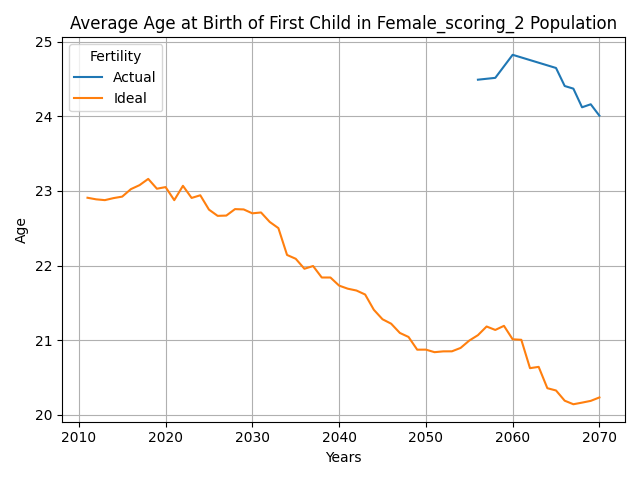 Average Age at Birth of First Child in Female_scoring_2 Population
Fertility
Actual
Ideal
25
24
23
22
21
20
Age
2010 2020 2030 2040 2050 2060 2070
Years